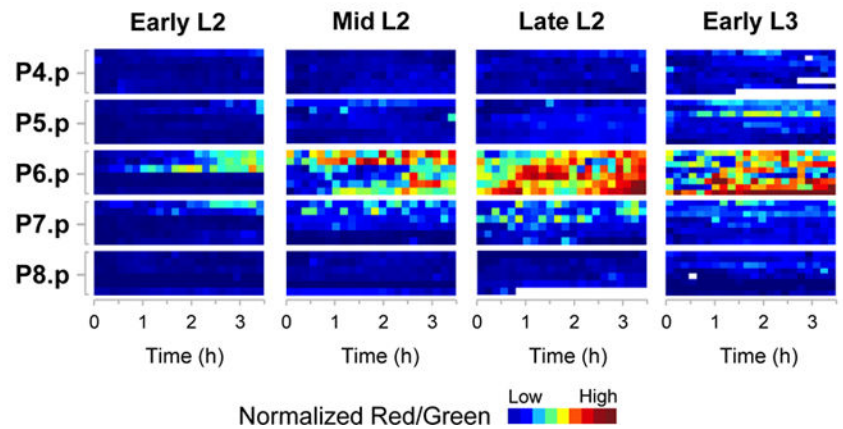 Early L2 Mid L2 Late L2 Early L3
P4.p
P5.p
P6.p
P7.p
P8.p
0 1 2 3 0 1 2 3 0 1 2 3 0 1 2 3
Time (h) Time (h) Time (h) Time (h)
Low High
Normalized Red/Green